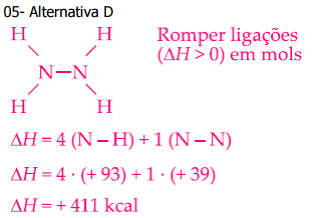 05- Alternativa D
H H Romper ligações
(ΔH > 0) em mols
N – N
H H
ΔH = 4 (N – H) + 1 (N – N)
ΔH = 4 · (+ 93) + 1 · (+ 39)
ΔH = + 411 kcal